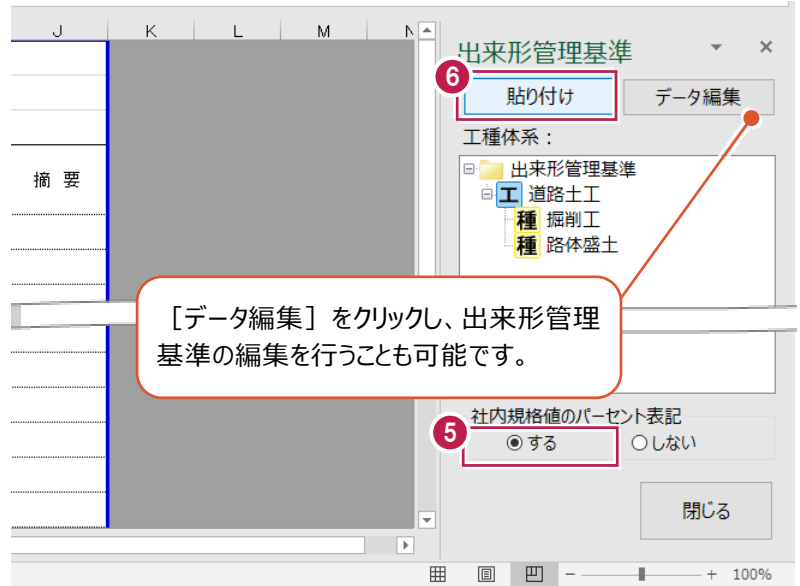 J K L M N
出来形管理基準
6
貼り付け データ編集
工種体系：
摘 要
出来形管理基準
工 道路土工
種 掘削工
種 路体盛土
［データ編集］をクリックし、出来形管理
基準の編集を行うことも可能です。
社内規格値のパーセント表記
5
する しない
閉じる
100%